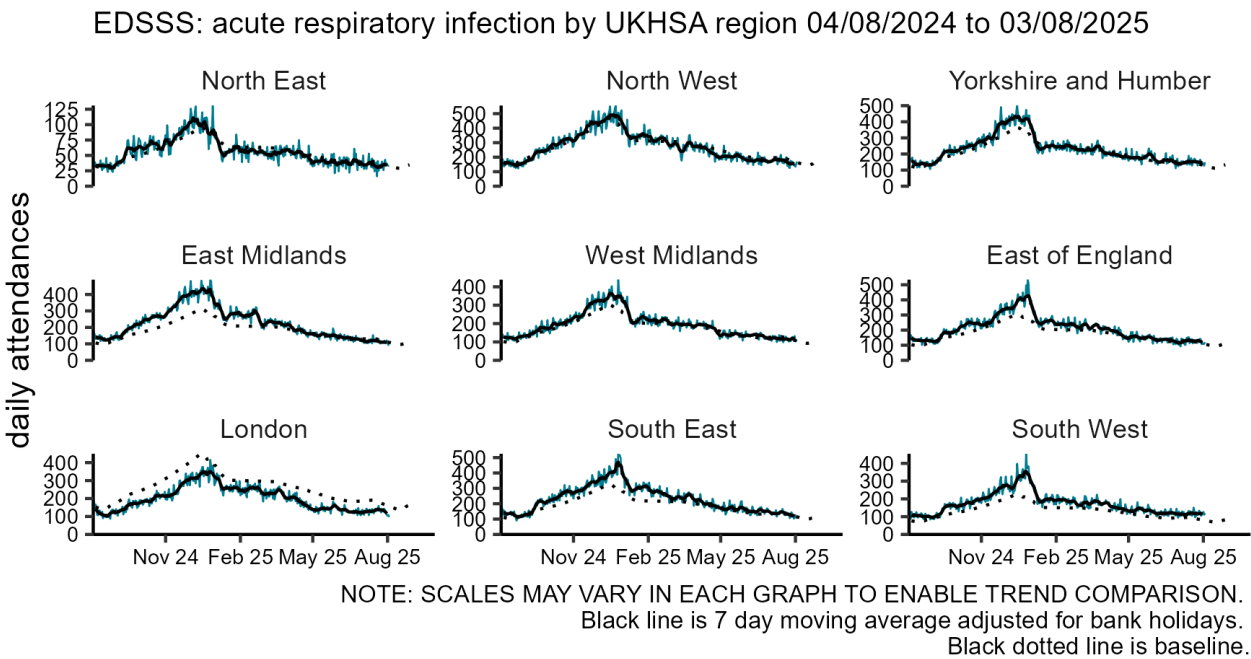 EDSSS: acute respiratory infection by UKHSA region 04/08/2024 to 03/08/2025
daily attendances
North East
125
100
75
50
25
0
North West
500
400
300
200
100
0
Yorkshire and Humber
500
400
300
200
100
0
East Midlands
400
300
200
100
0
West Midlands
400
300
200
100
0
East of England
500
400
300
200
100
0
London
400
300
200
100
0
Nov 24 Feb 25 May 25 Aug 25
South East
500
400
300
200
100
0
Nov 24 Feb 25 May 25 Aug 25
South West
400
300
200
100
0
Nov 24 Feb 25 May 25 Aug 25
NOTE: SCALES MAY VARY IN EACH GRAPH TO ENABLE TREND COMPARISON.
Black line is 7 day moving average adjusted for bank holidays.
Black dotted line is baseline.